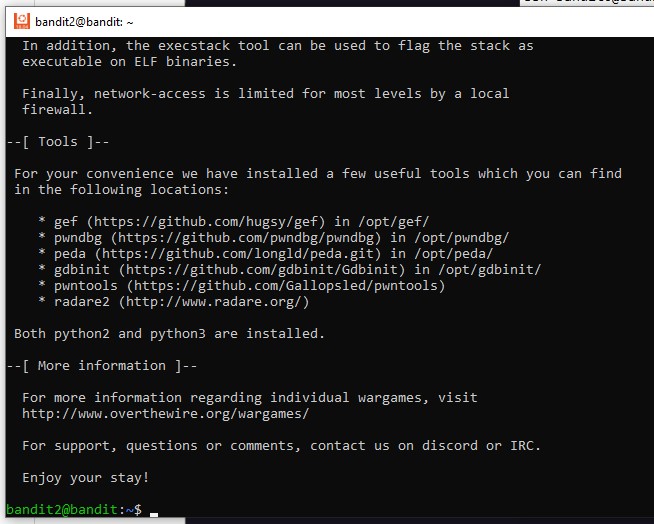 bandit2@bandit: ~
In addition, the execstack tool can be used to flag the stack as
executable on ELF binaries.
Finally, network-access is limited for most levels by a local
firewall.
--[ Tools ]--
For your convenience we have installed a few useful tools which you can find
in the following locations:
* gef (https://github.com/hugsy/gef) in /opt/gef/
* pwndbg (https://github.com/pwndbg/pwndbg) in /opt/pwndbg/
* peda (https://github.com/longld/peda.git) in /opt/peda/
* gdbinit (https://github.com/gdbinit/Gdbinit) in /opt/gdbinit/
* pwntools (https://github.com/Gallopsled/pwntools)
* radare2 (http://www.radare.org/)
Both python2 and python3 are installed.
--[ More information ]--
For more information regarding individual wargames, visit
http://www.overthewire.org/wargames/
For support, questions or comments, contact us on discord or IRC.
Enjoy your stay!
bandit2@bandit:~$